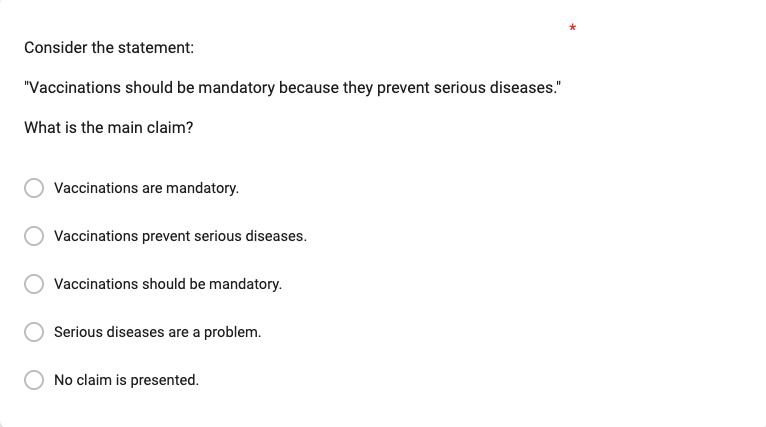 *
Consider the statement:
"Vaccinations should be mandatory because they prevent serious diseases."
What is the main claim?
Vaccinations are mandatory.
Vaccinations prevent serious diseases.
Vaccinations should be mandatory.
Serious diseases are a problem.
No claim is presented.